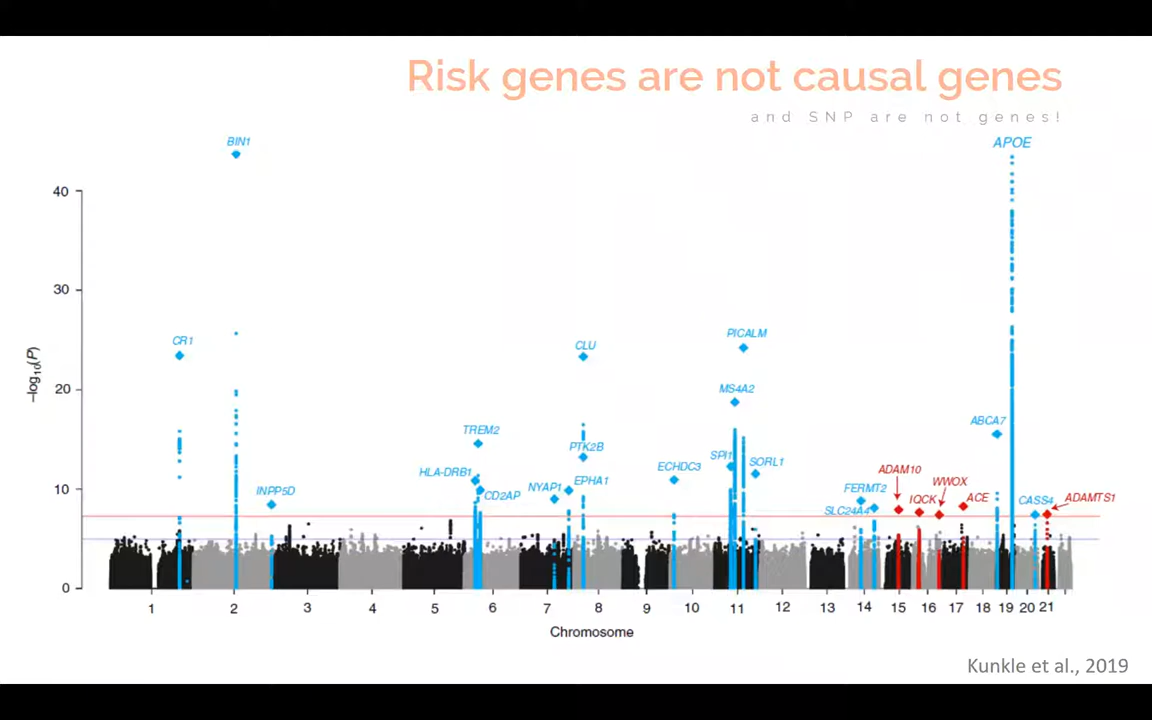 Risk genes are not causal genes
and SNP are not genes!
BIN1
APOE
40
30
CR1
PICALM
CLU
−log10(P)
20
MS4A2
ABCA7
TREM2
PTK2B
SPI1
SORL1
HLA-DRB1
ECHDC3
ADAM10
EPHA1
WWOX
NYAP1
FERMT2
10
INPP5D
CD2AP
IQCK
ACE
CASS4
ADAMTS1
SLC24A4
5
0
1 2 3 4 5 6 7 8 9 10 11 12 13 14 15 16 17 18 19 20 21
Chromosome
Kunkle et al., 2019